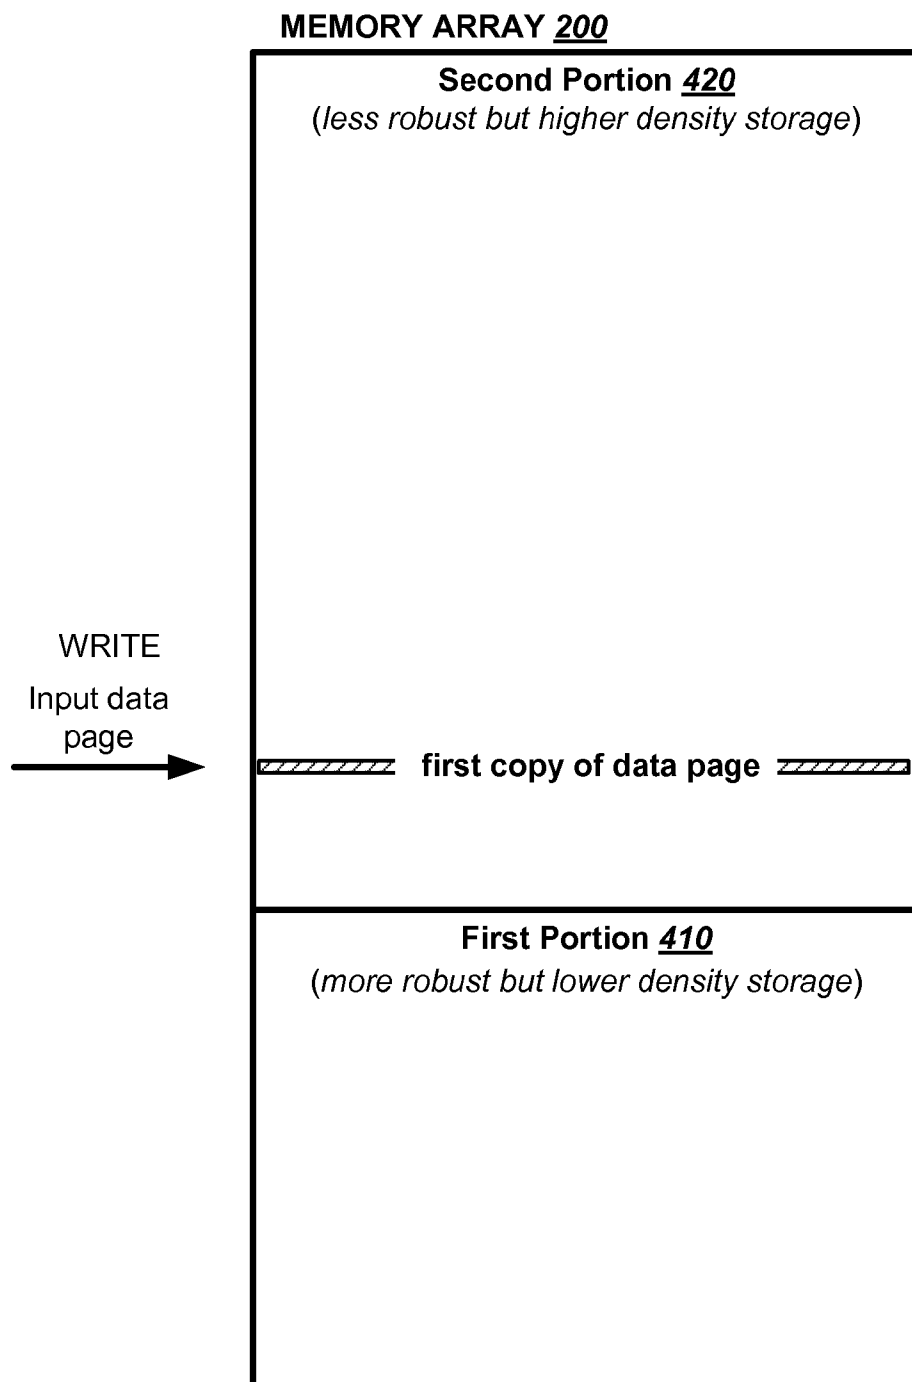 MEMORY ARRAY 200
Second Portion 420
(less robust but higher density storage)
WRITE
Input data
page
first copy of data page
First Portion 410
(more robust but lower density storage)